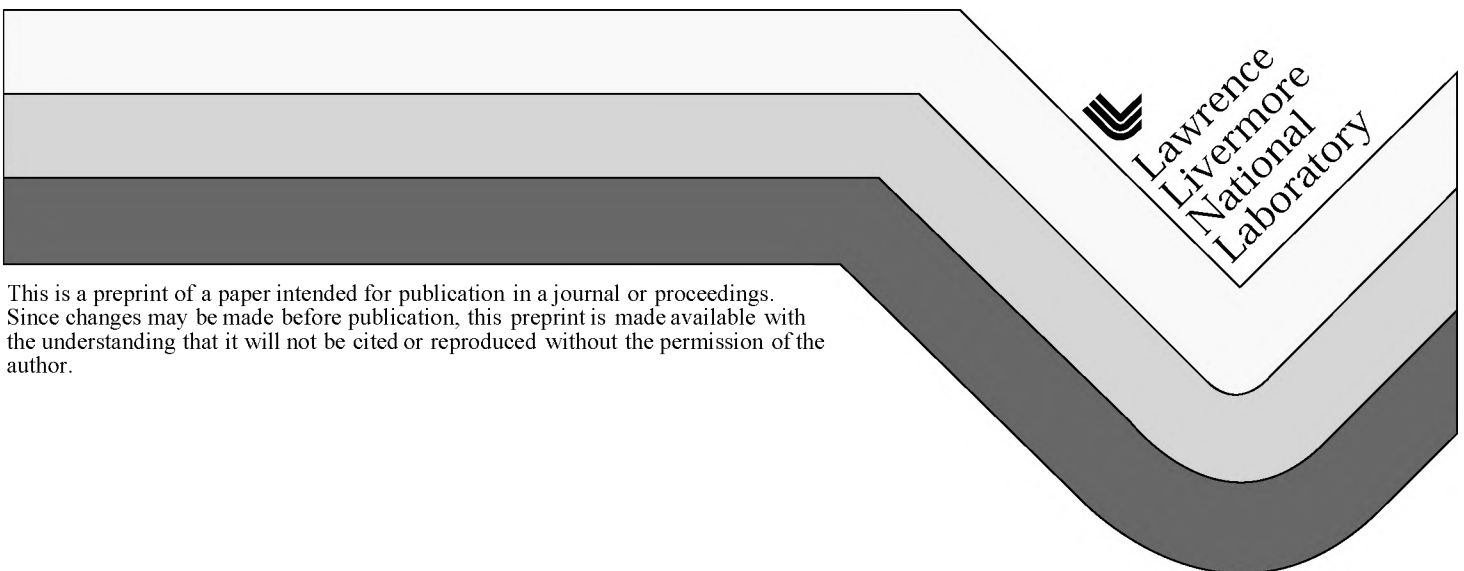 Lawrence
Livermore
National
Laboratory
This is a preprint of a paper intended for publication in a journal or proceedings.
Since changes may be made before publication, this preprint is made available with
the understanding that it will not be cited or reproduced without the permission of the
author.